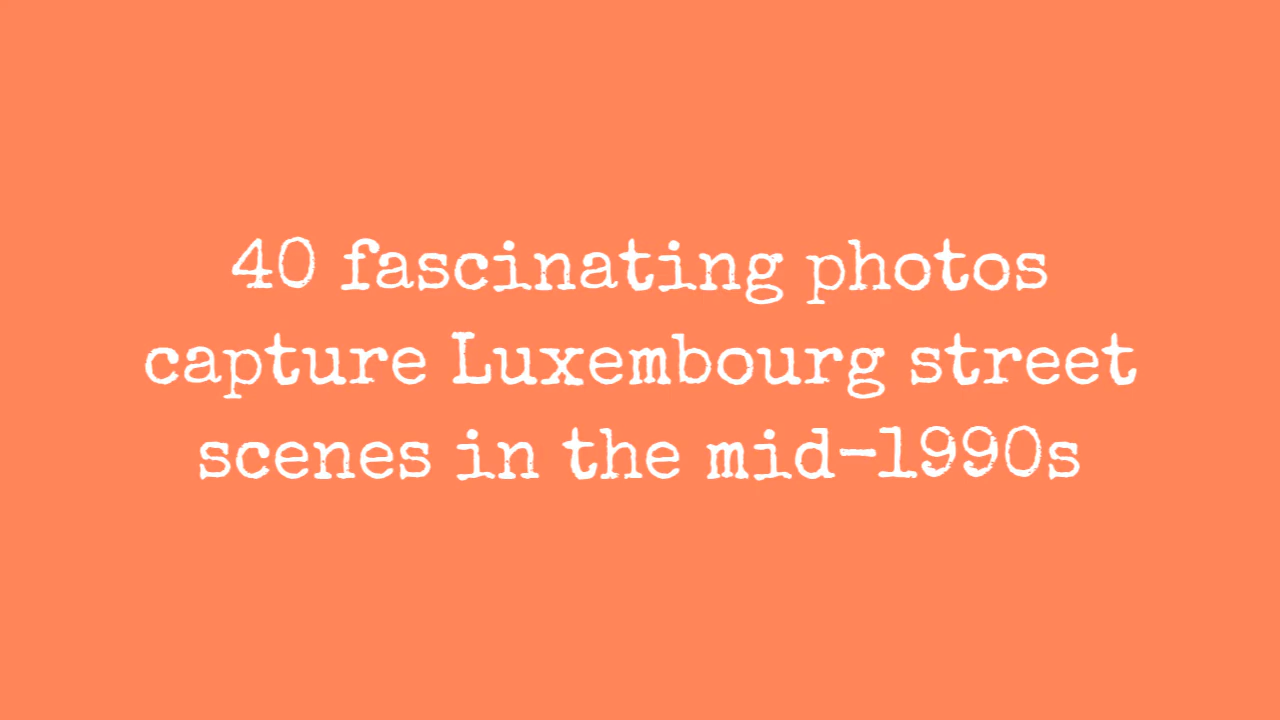 40 fascinating photos
capture Luxembourg street
scenes in the mid-1990s